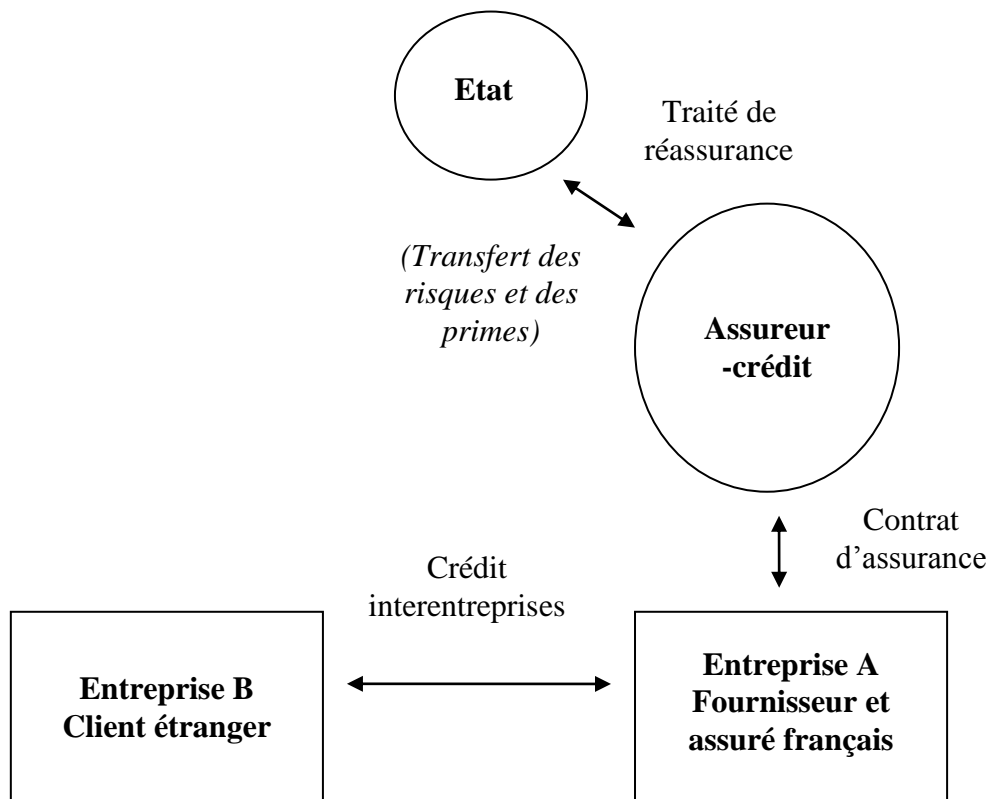 Etat
Traité de
réassurance
(Transfert des
risques et des
primes)
Assureur
-crédit
Contrat
d’assurance
Crédit
interentreprises
Entreprise B
Client étranger
Entreprise A
Fournisseur et
assuré français